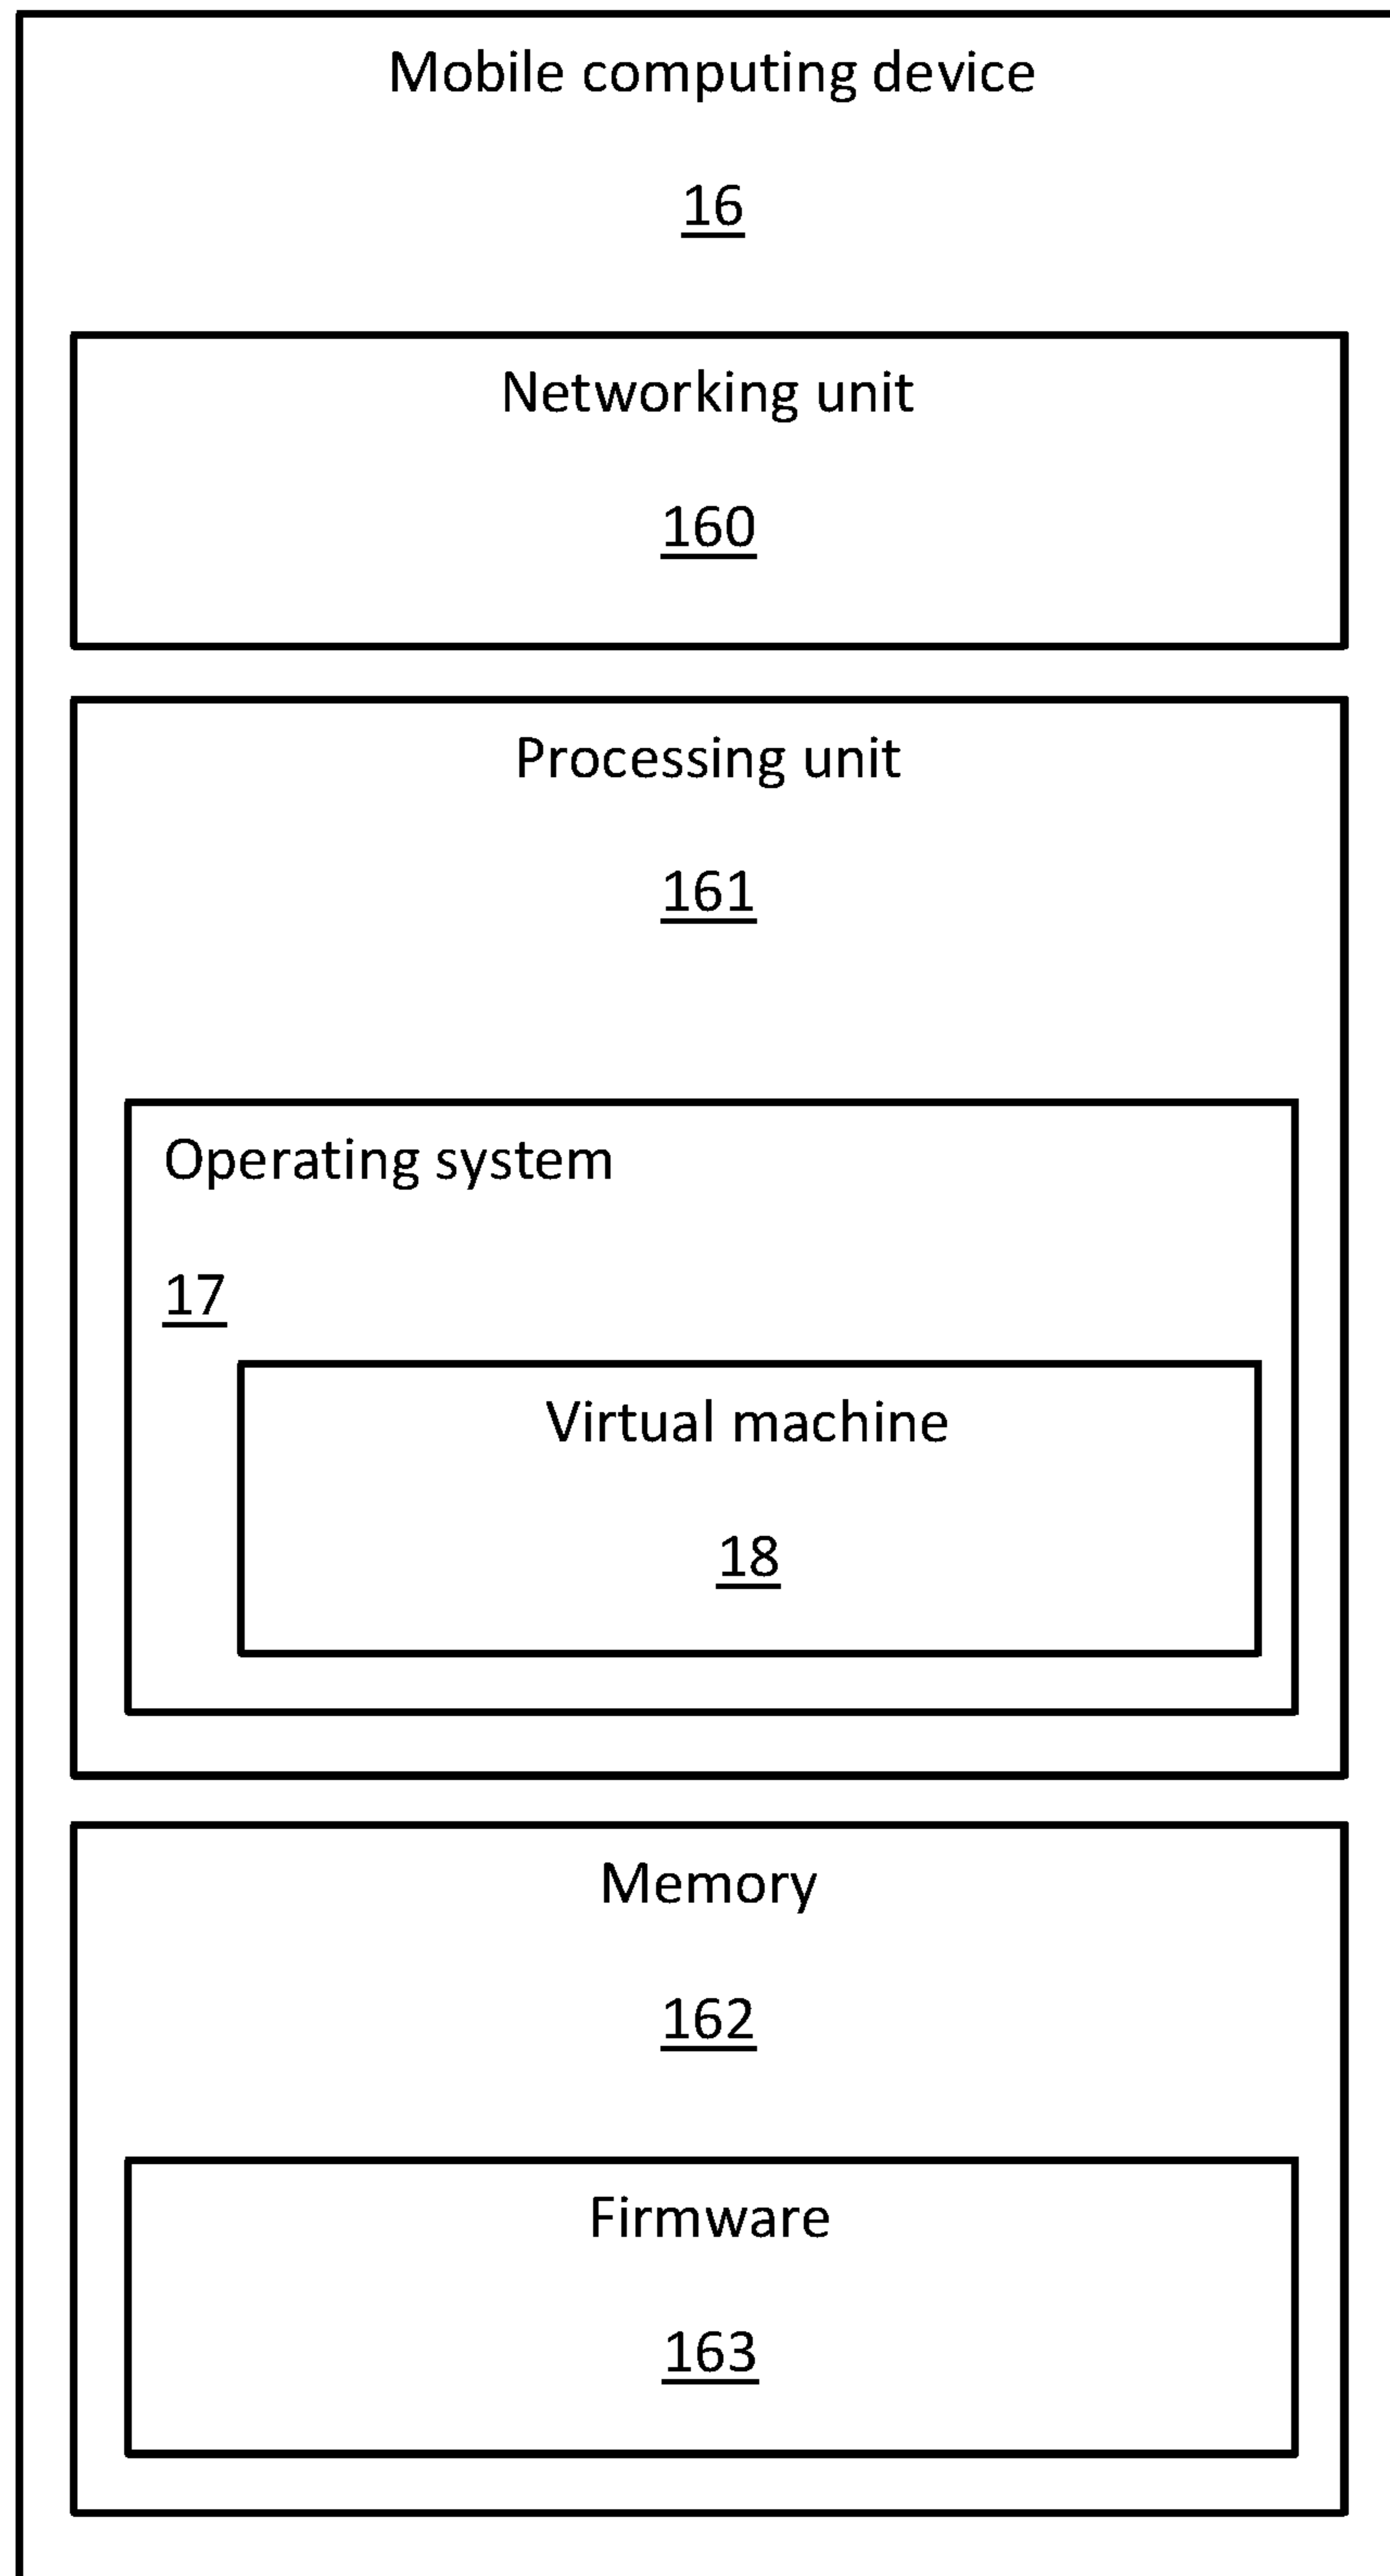 Mobile computing device
16
Networking unit
160
Processing unit
161
Operating system
17
Virtual machine
18
Memory
162
Firmware
163